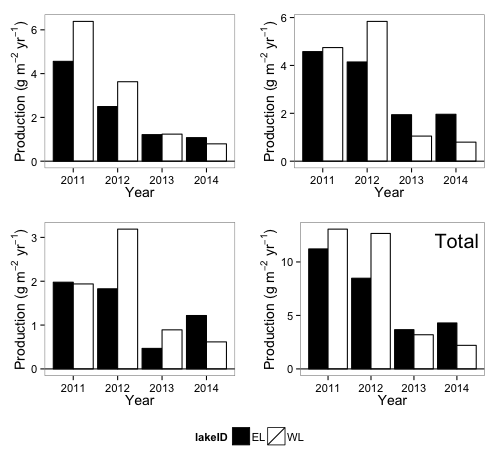 Production (g m⁻² yr⁻¹)
6
4
2
0
2011 2012 2013 2014
Year
Production (g m⁻² yr⁻¹)
6
4
2
0
2011 2012 2013 2014
Year
Production (g m⁻² yr⁻¹)
3
2
1
0
2011 2012 2013 2014
Year
Total
Production (g m⁻² yr⁻¹)
10
5
0
2011 2012 2013 2014
Year
lakeID EL WL